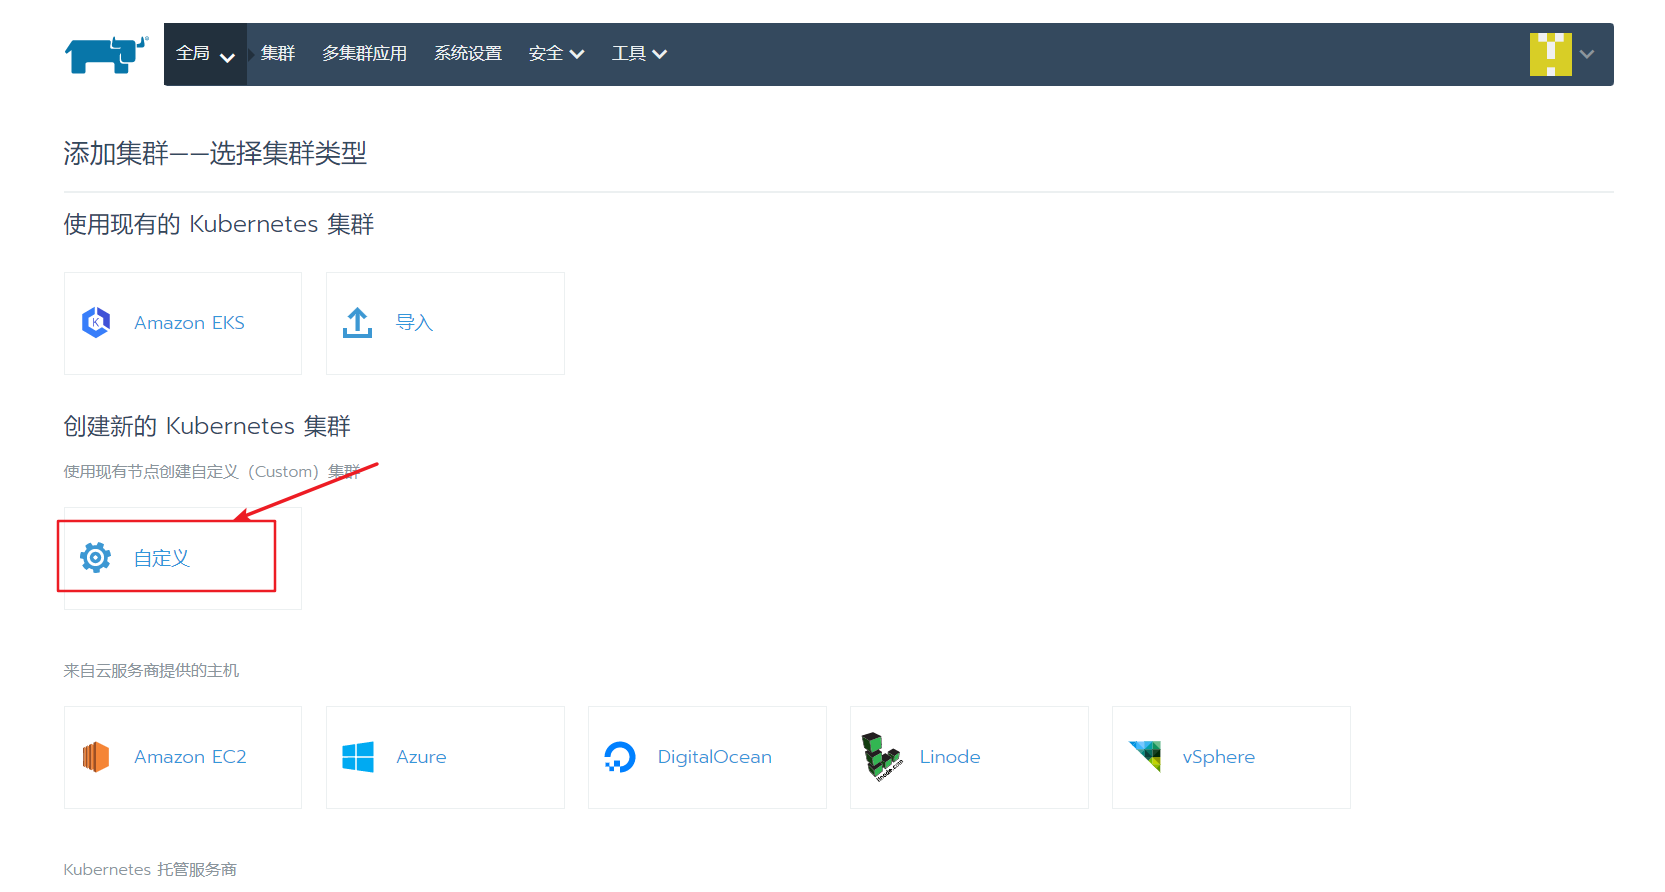 全局 集群 多集群应用 系统设置 安全 工具
添加集群——选择集群类型
使用现有的 Kubernetes 集群
Amazon EKS 导入
创建新的 Kubernetes 集群
使用现有节点创建自定义（Custom）集群
自定义
来自云服务商提供的主机
Amazon EC2 Azure DigitalOcean Linode vSphere
Kubernetes 托管服务商